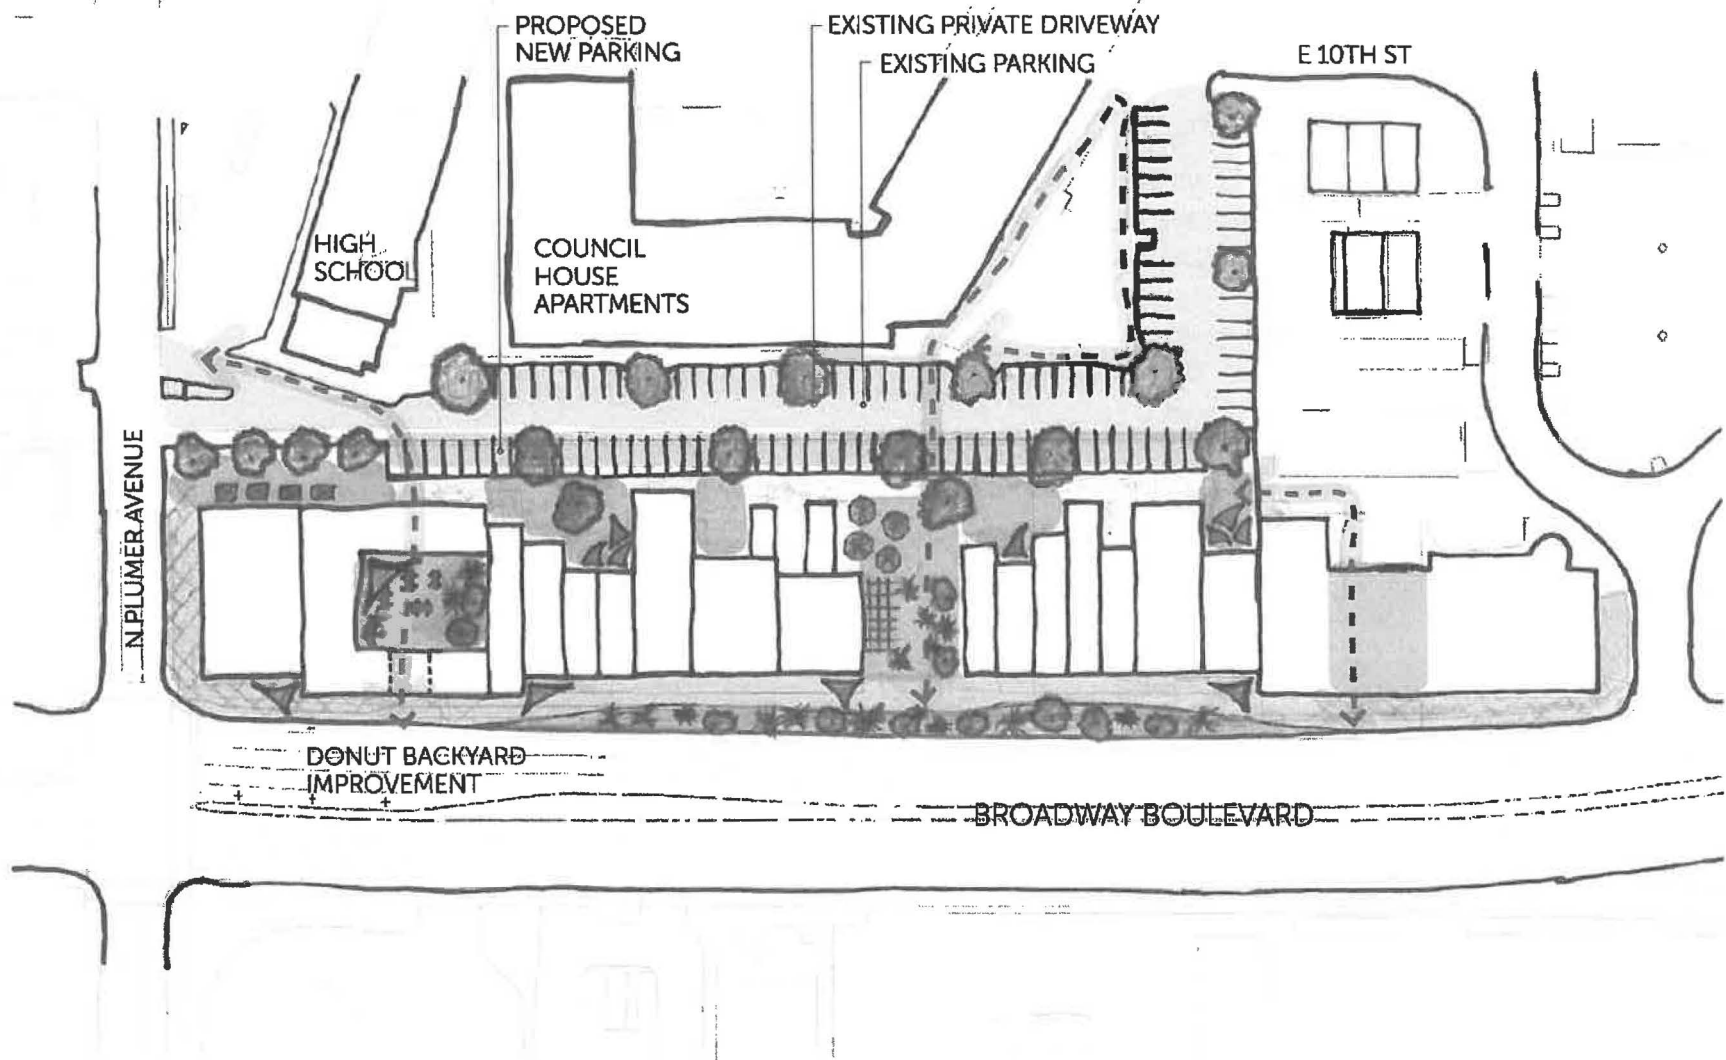 PROPOSED
NEW PARKING
EXISTING PRIVATE DRIVEWAY
EXISTING PARKING
E 10TH ST
HIGH
SCHOOL
COUNCIL
HOUSE
APARTMENTS
N.PLUMER AVENUE
DONUT BACKYARD
IMPROVEMENT
BROADWAY BOULEVARD